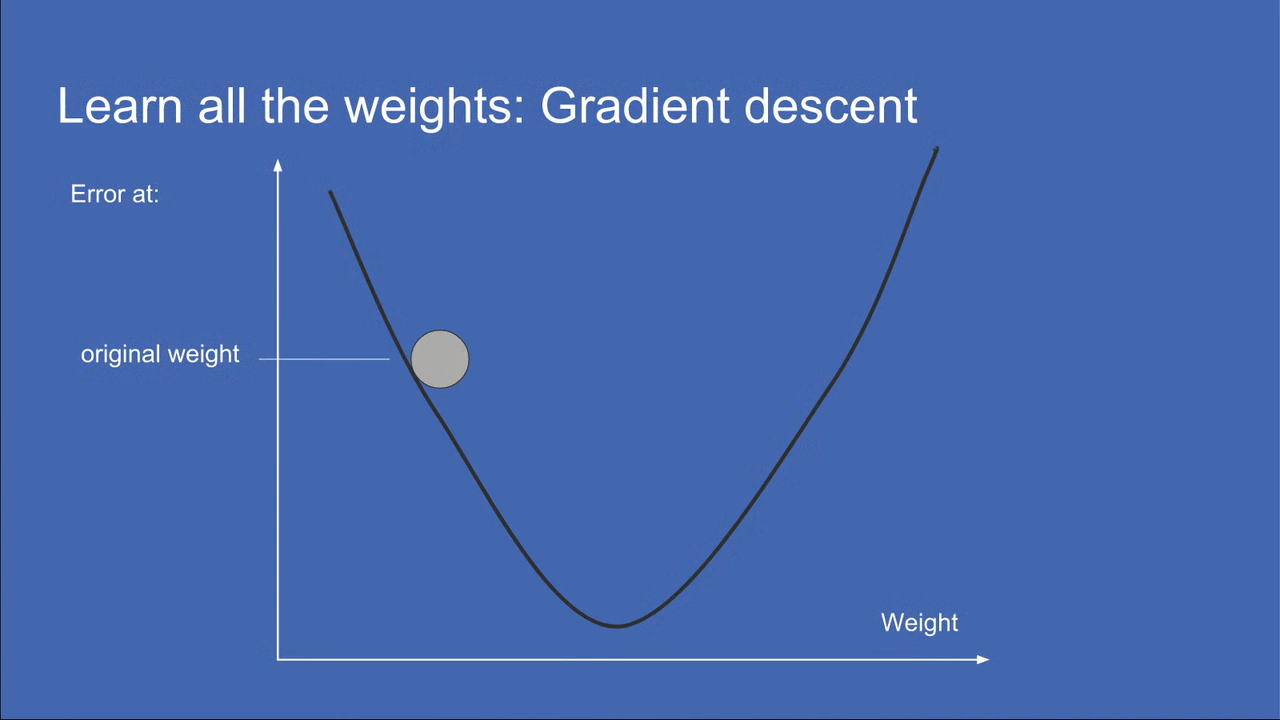 Learn all the weights: Gradient descent
Error at:
original weight
Weight